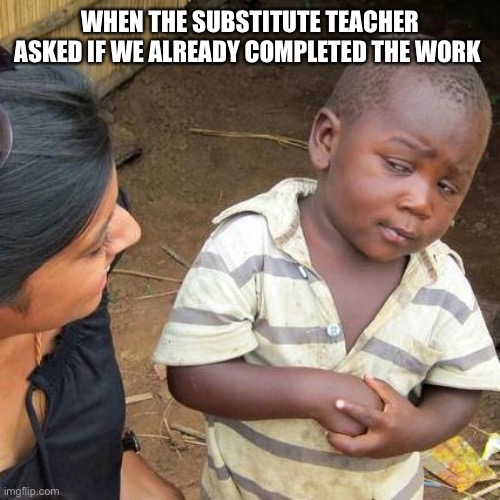 WHEN THE SUBSTITUTE TEACHER
ASKED IF WE ALREADY COMPLETED THE WORK
imgflip.com